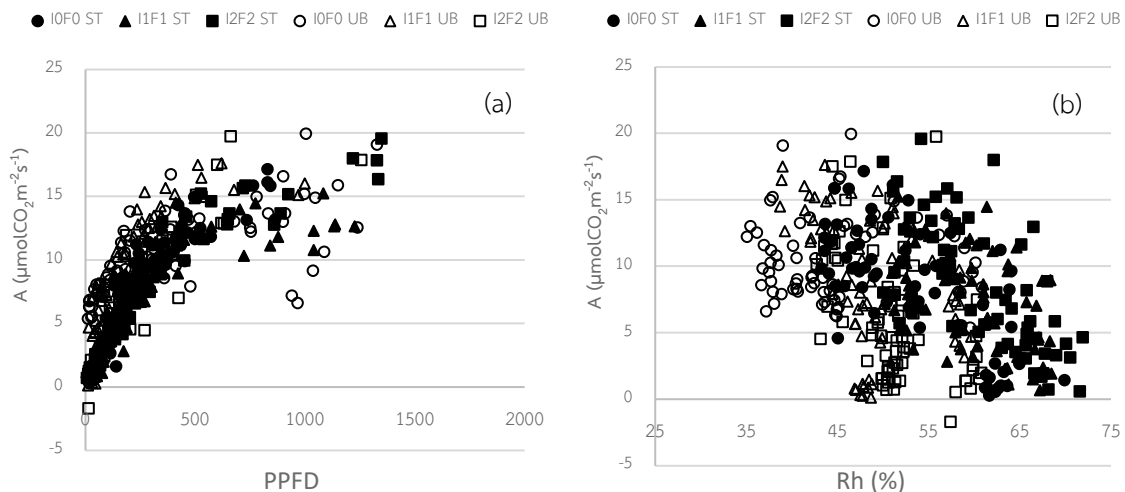 I0F0 ST I1F1 ST I2F2 ST I0F0 UB I1F1 UB I2F2 UB
(a)
A (µmolCO₂m⁻²s⁻¹)
25
20
15
10
5
0
-5
0 500 1000 1500 2000
PPFD
I0F0 ST I1F1 ST I2F2 ST I0F0 UB I1F1 UB I2F2 UB
(b)
A (µmolCO₂m⁻²s⁻¹)
25
20
15
10
5
0
-5
25 35 45 55 65 75
Rh (%)